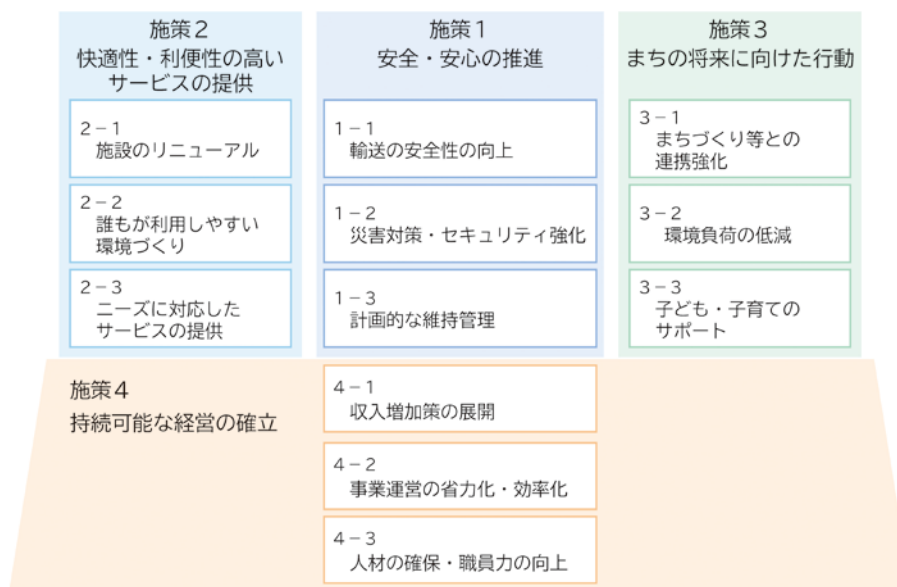 施策２
快適性・利便性の高い
サービスの提供
２－１
施設のリニューアル
２－２
誰もが利用しやすい
環境づくり
２－３
ニーズに対応した
サービスの提供
施策１
安全・安心の推進
１－１
輸送の安全性の向上
１－２
災害対策・セキュリティ強化
１－３
計画的な維持管理
施策３
まちの将来に向けた行動
３－１
まちづくり等との
連携強化
３－２
環境負荷の低減
３－３
子ども・子育ての
サポート
施策４
持続可能な経営の確立
４－１
収入増加策の展開
４－２
事業運営の省力化・効率化
４－３
人材の確保・職員力の向上